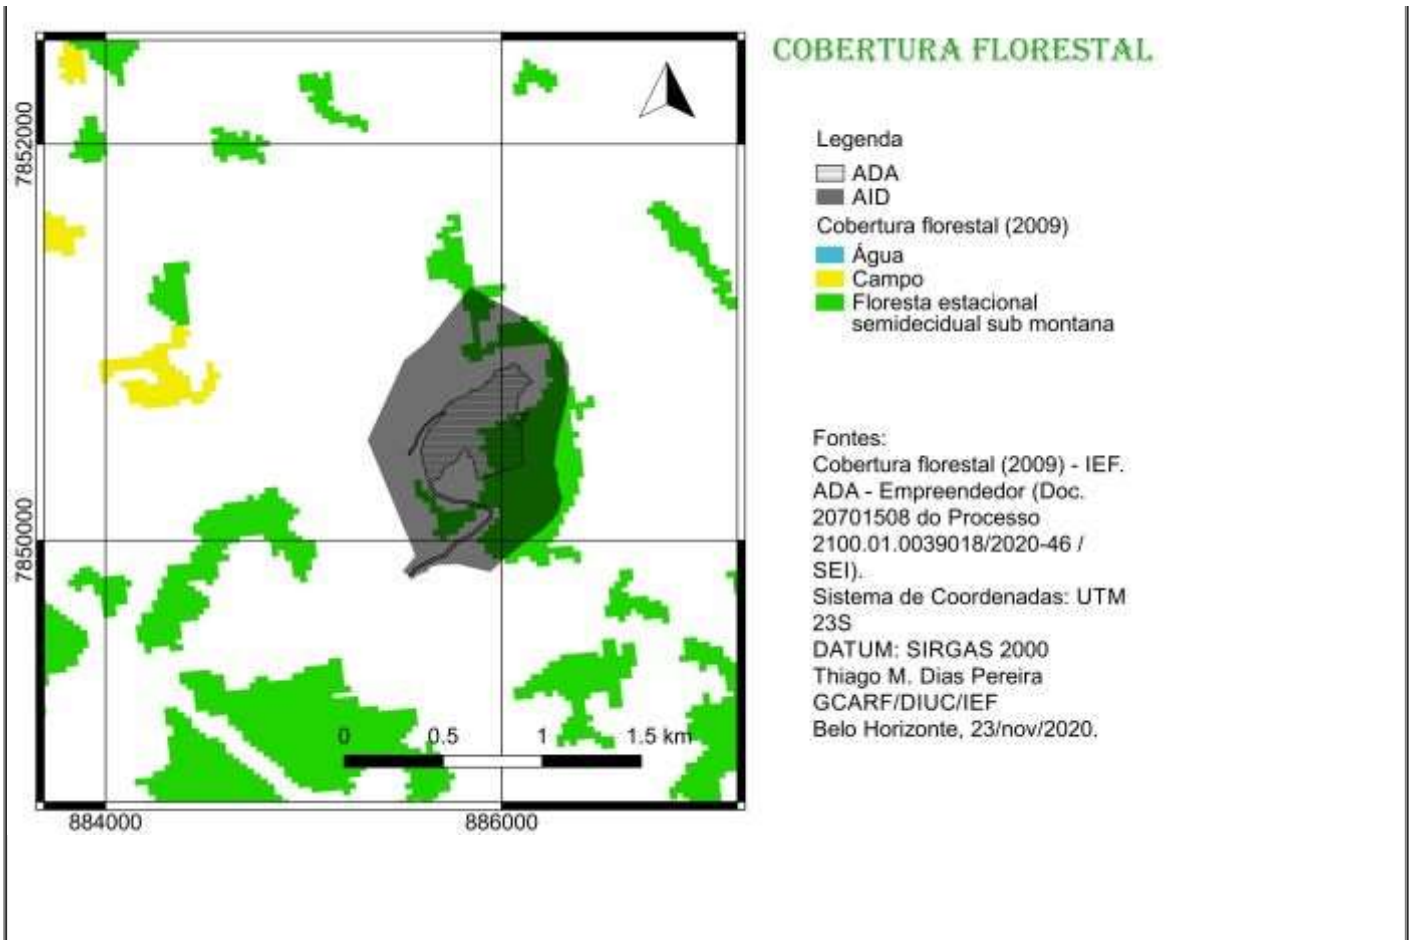 COBERTURA FLORESTAL
7852000
7850000
884000
886000
0 0.5 1 1.5 km
Legenda
ADA
AID
Cobertura florestal (2009)
Água
Campo
Floresta estacional
semidecidual sub montana
Fontes:
Cobertura florestal (2009) - IEF.
ADA - Empreendedor (Doc.
20701508 do Processo
2100.01.0039018/2020-46 /
SEI).
Sistema de Coordenadas: UTM
23S
DATUM: SIRGAS 2000
Thiago M. Dias Pereira
GCARF/DIUC/IEF
Belo Horizonte, 23/nov/2020.